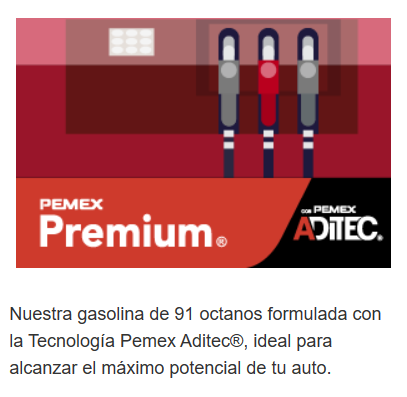 PEMEX
Premium®
CON PEMEX
ADITEC®
Nuestra gasolina de 91 octanos formulada con
la Tecnología Pemex Aditec®, ideal para
alcanzar el máximo potencial de tu auto.